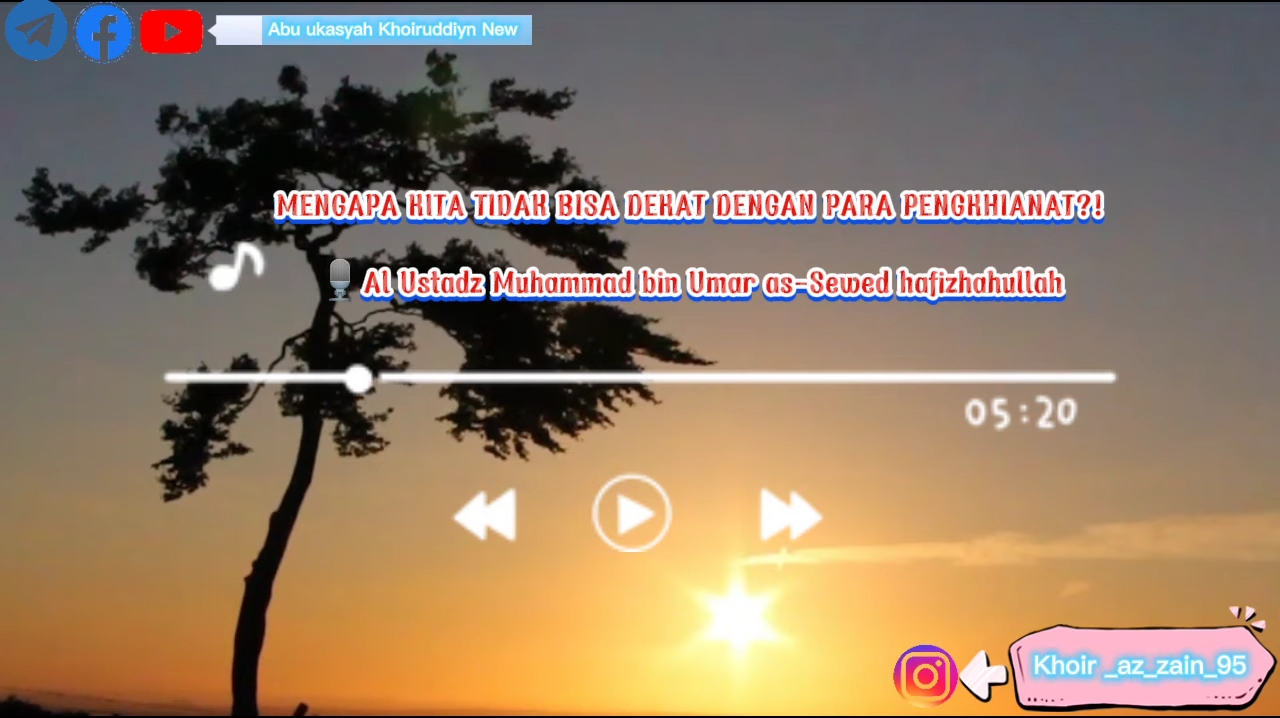 Abu ukasyah Khoiruddiyn New
MENGAPA KITA TIDAK BISA DEKAT DENGAN PARA PENGKHIANAT?!
Al Ustadz Muhammad bin Umar as-Sewed hafizhahullah
05:20
Khoir _az_zain_95